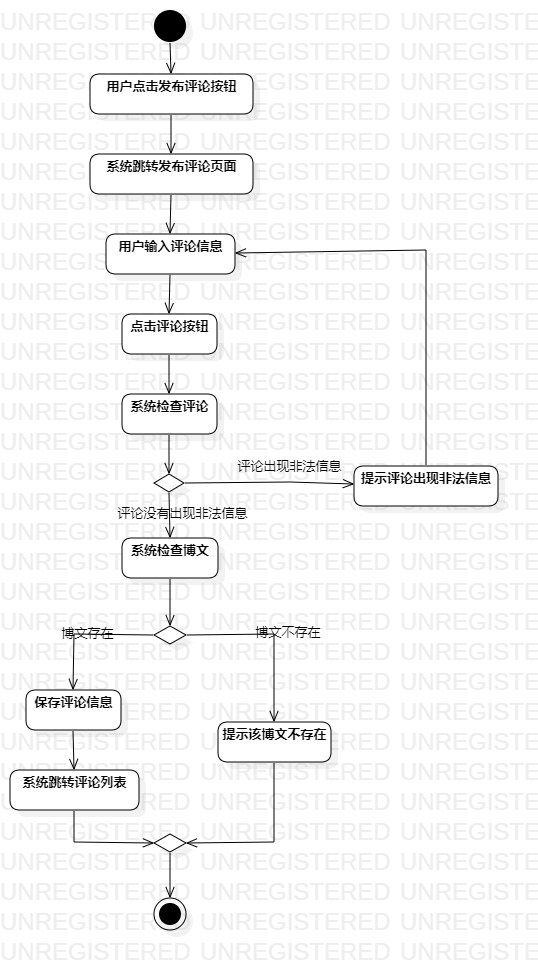 用户点击发布评论按钮
系统跳转发布评论页面
用户输入评论信息
点击评论按钮
系统检查评论
评论出现非法信息
提示评论出现非法信息
评论没有出现非法信息
系统检查博文
博文存在
博文不存在
保存评论信息
提示该博文不存在
系统跳转评论列表
UNREGISTERED